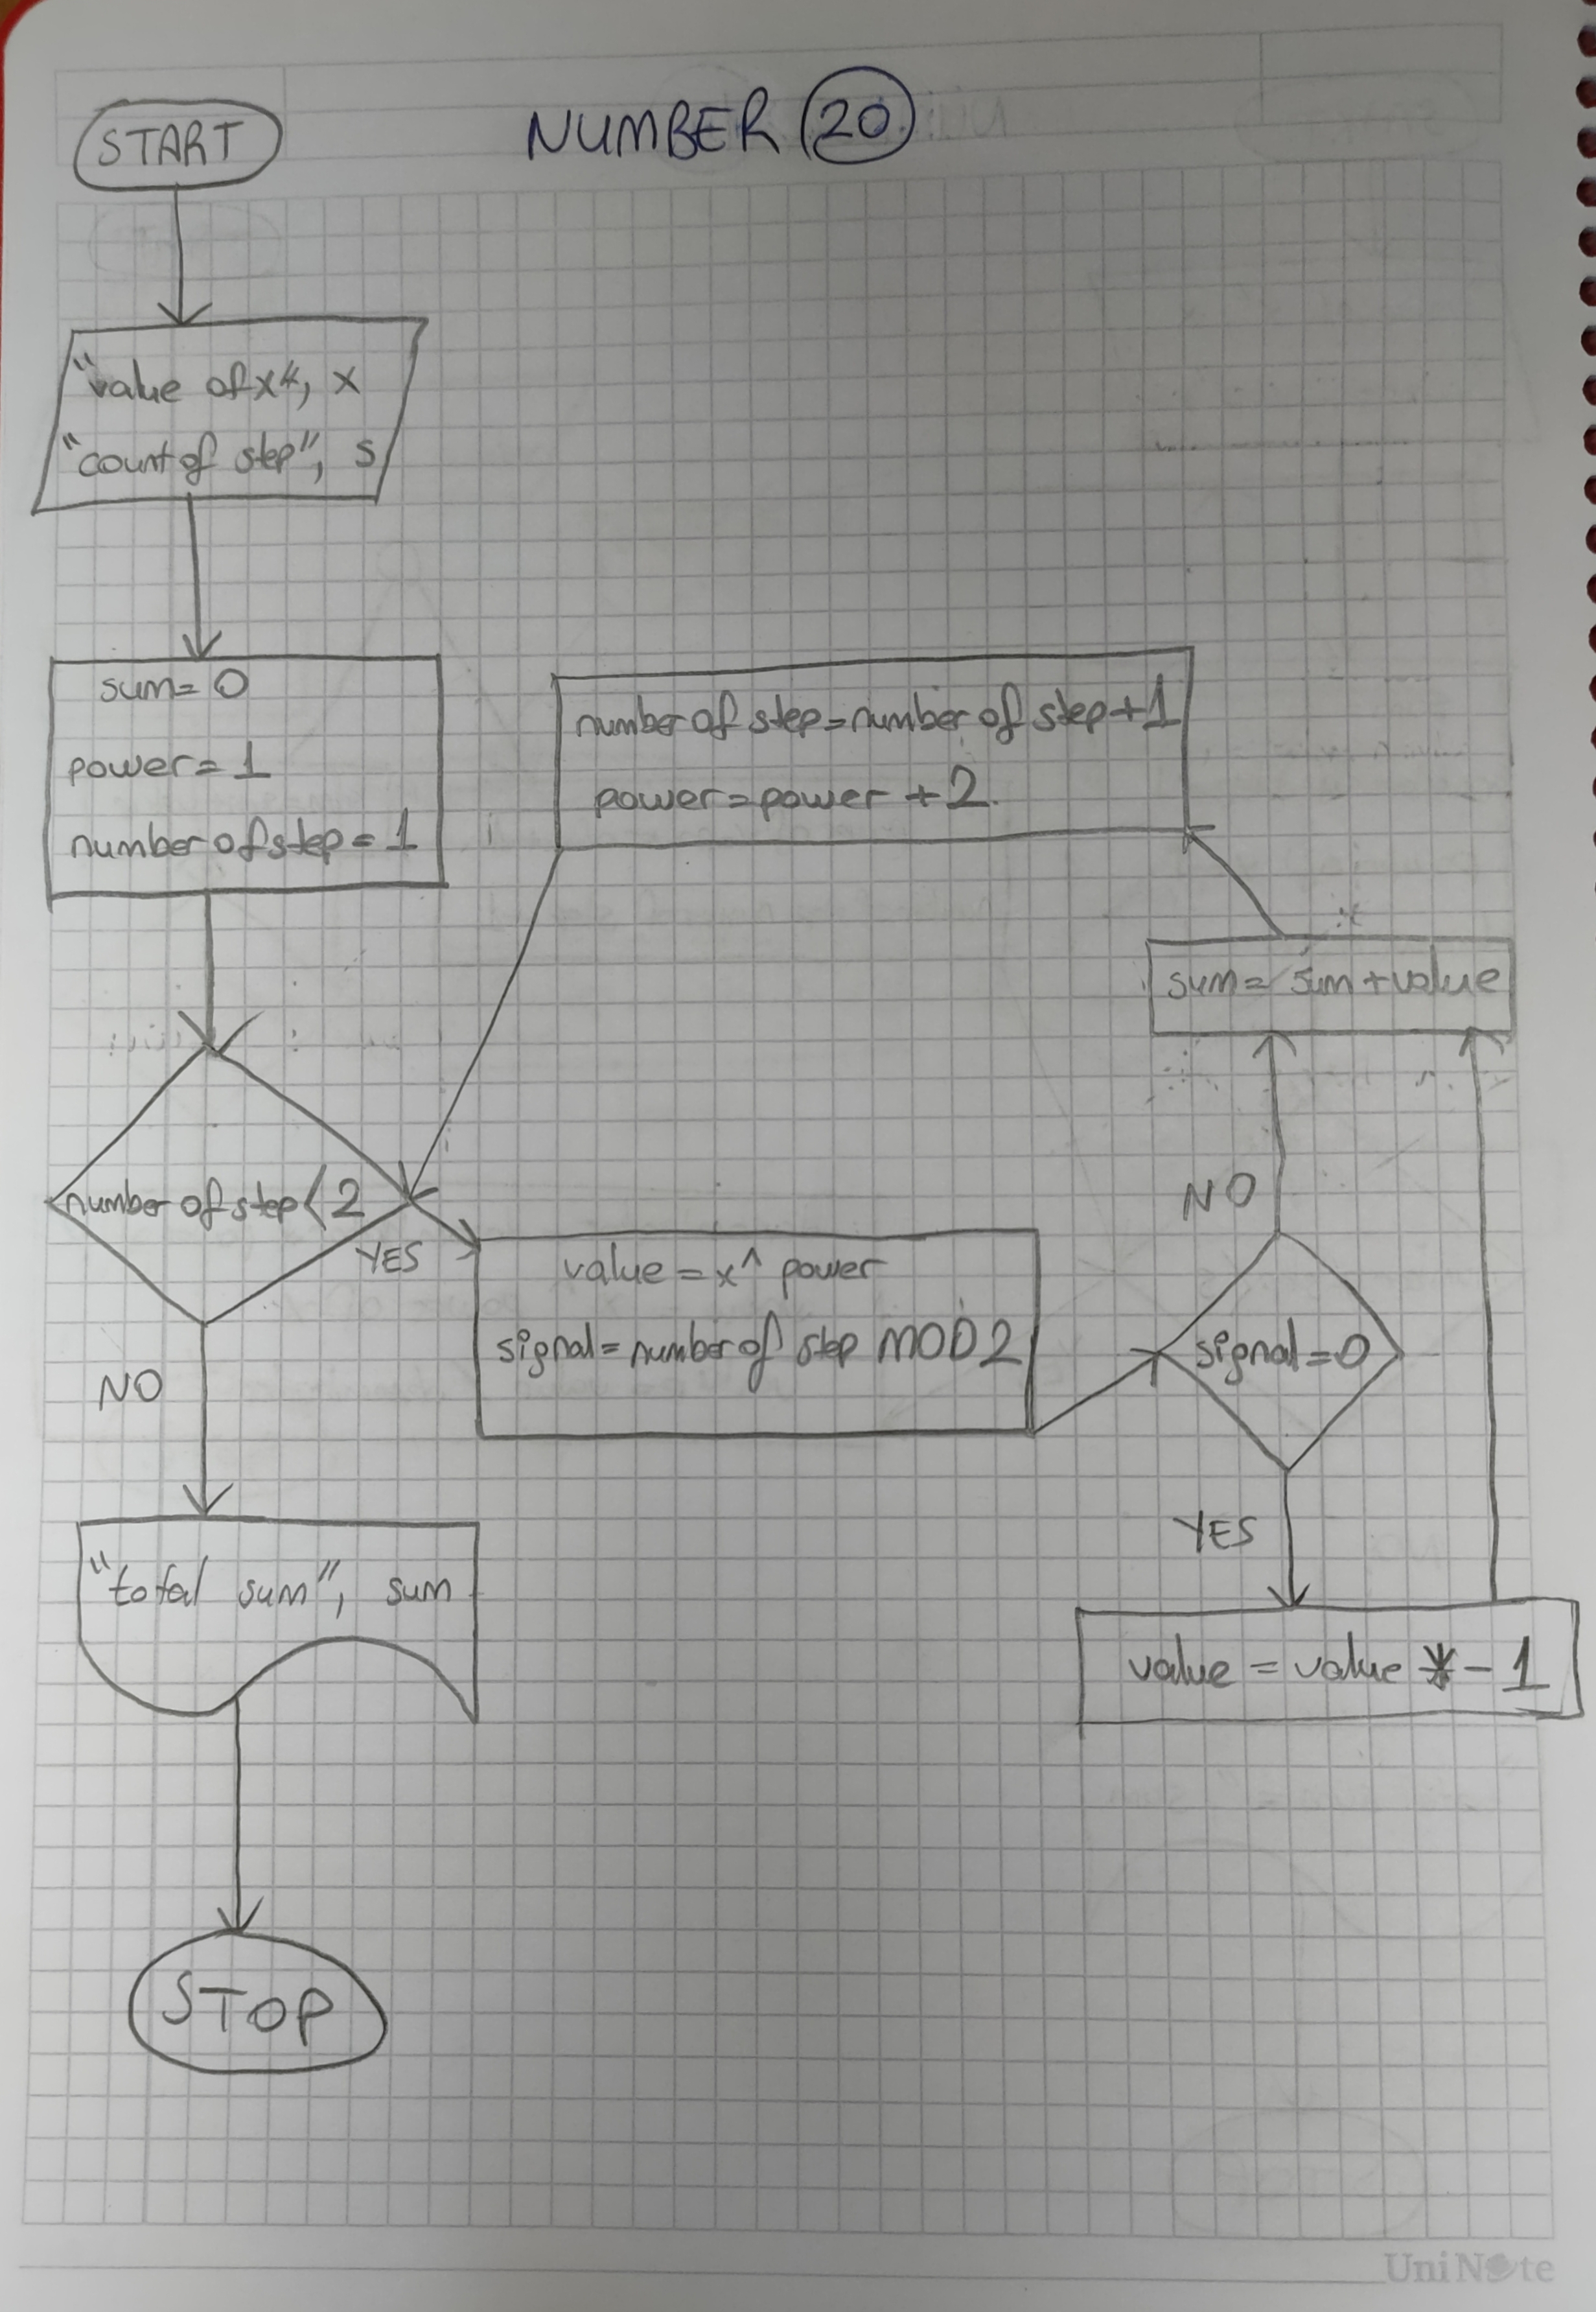 NUMBER 20
START
"value of x", x
"count of step", s
sum= 0
power= 1
number of step= 1
number of step=number of step+1
power=power +2
sum= sum+value
number of step<2
YES
NO
value = x^ power
signal= number of step MOD 2
signal=0
NO
YES
value = value *-1
"total sum", sum
STOP
UniNote